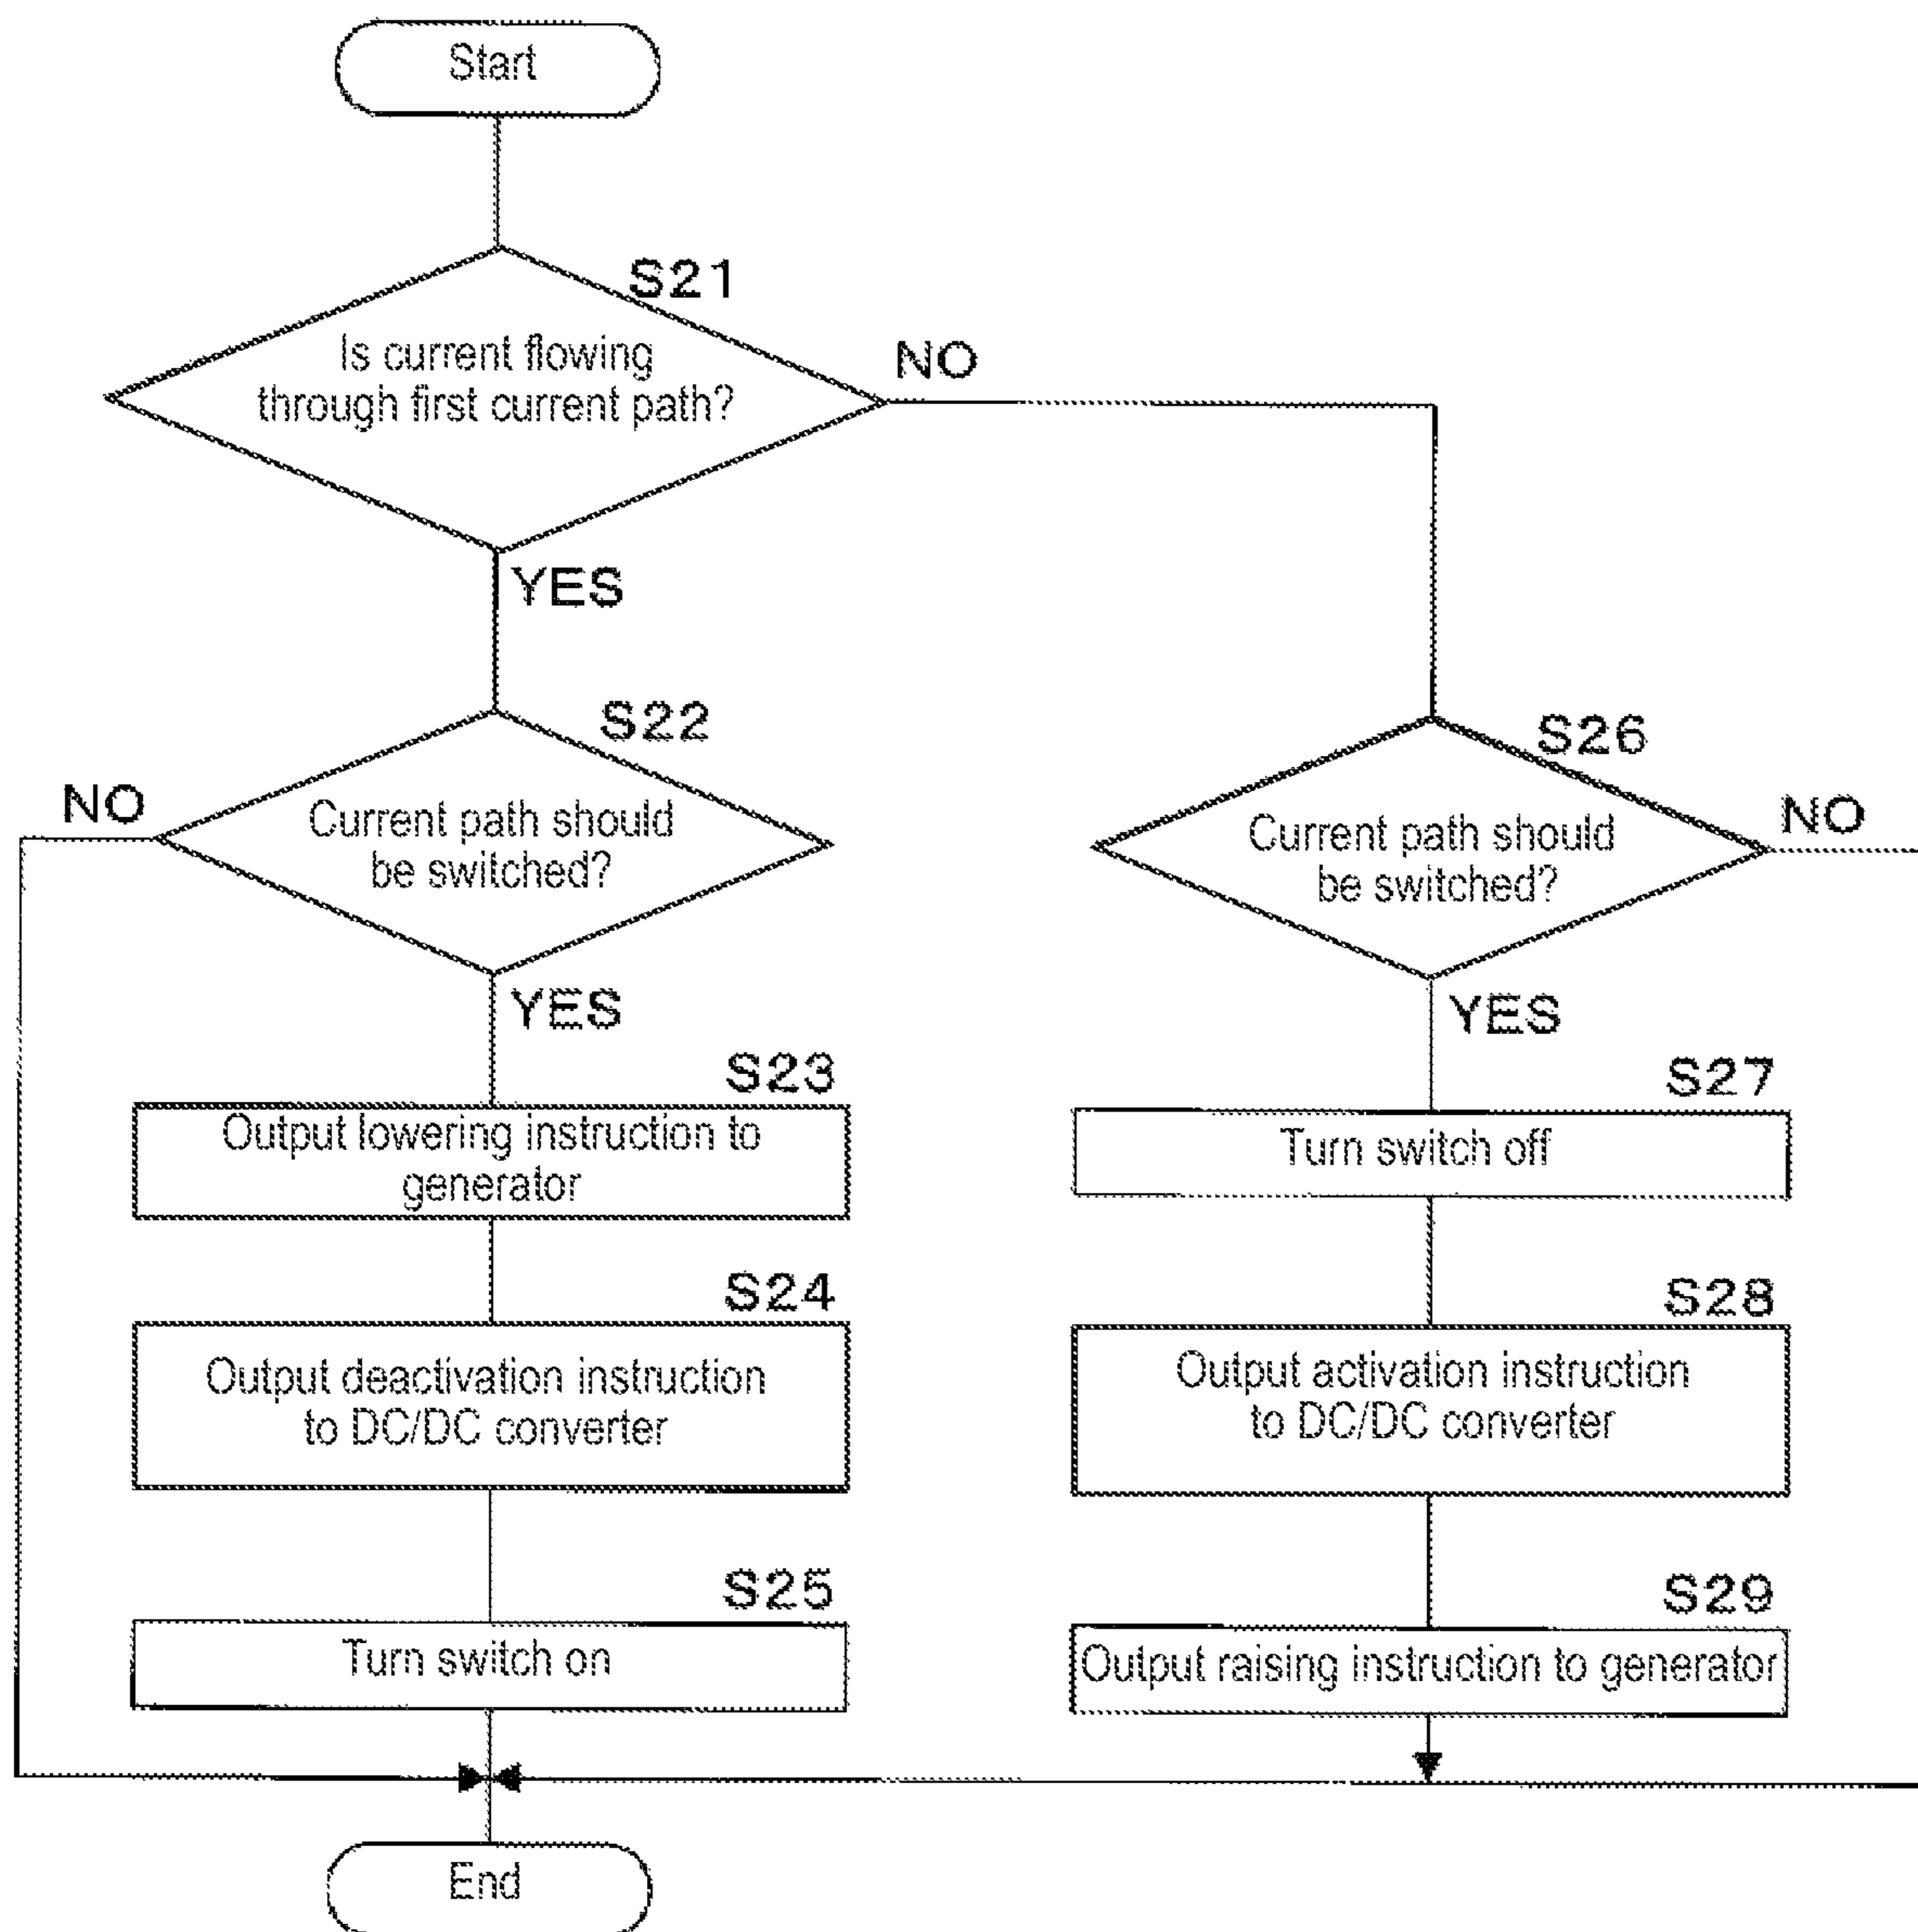 Start
S21
Is current flowing
through first current path?
NO
YES
S22
NO
Current path should
be switched?
YES
S23
Output lowering instruction to
generator
S24
Output deactivation instruction
to DC/DC converter
S25
Turn switch on
S26
Current path should
be switched?
NO
YES
S27
Turn switch off
S28
Output activation instruction
to DC/DC converter
S29
Output raising instruction to generator
End